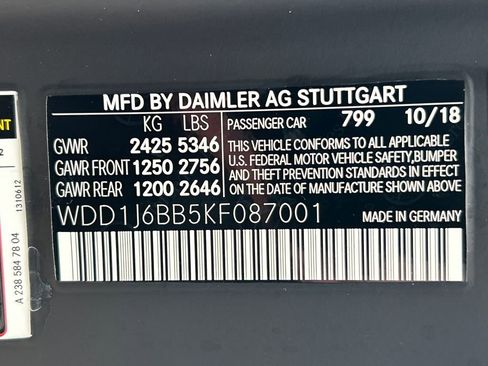 MFD BY DAIMLER AG STUTTGART
KG LBS
PASSENGER CAR 799 10/18
GVWR 2425 5346
GAWR FRONT 1250 2756
GAWR REAR 1200 2646
THIS VEHICLE CONFORMS TO ALL APPLICABLE
U.S. FEDERAL MOTOR VEHICLE SAFETY, BUMPER
AND THEFT PREVENTION STANDARDS IN EFFECT
ON THE DATE OF MANUFACTURE SHOWN ABOVE.
WDD1J6BB5KF087001
MADE IN GERMANY
A 238 584 78 04
1310612